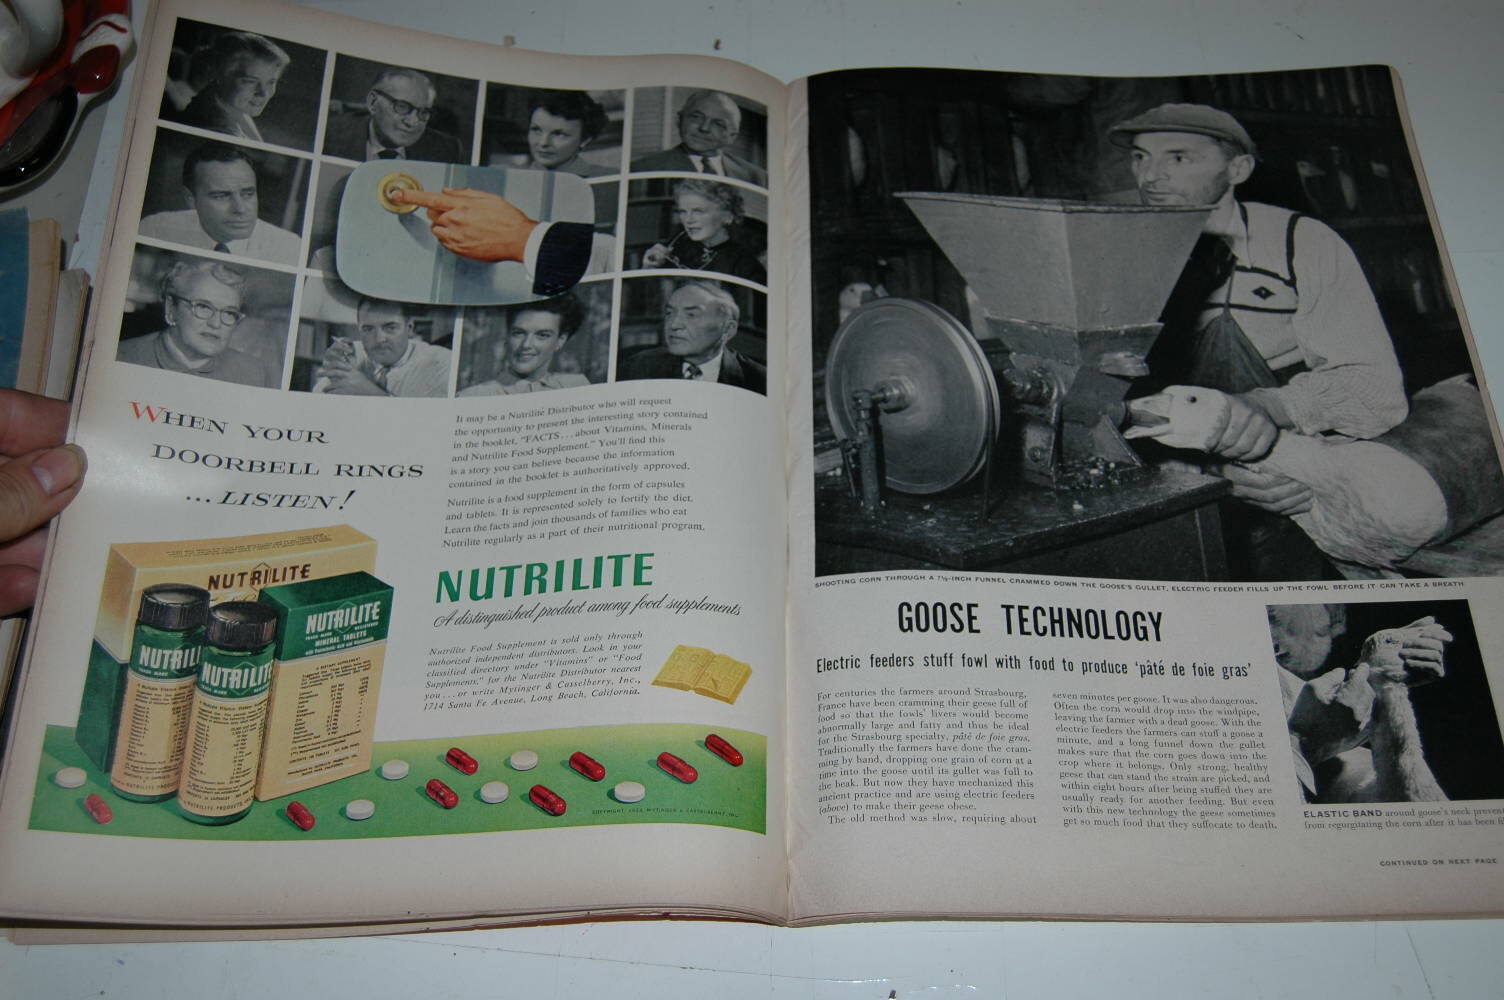 WHEN YOUR
DOORBELL RINGS
...LISTEN!
It may be a Nutrilite Distributor who will request
the opportunity to present the interesting story contained
in the booklet, "FACTS...about Vitamins, Minerals
and Nutrilite Food Supplement." You'll find this
is a story you can believe because the information
contained in the booklet is authoritatively approved.
Nutrilite is a food supplement in the form of capsules
and tablets. It is represented solely to fortify the diet.
Learn the facts and join thousands of families who eat
Nutrilite regularly as a part of their nutritional program.
NUTRILITE
A distinguished product among food supplements
Nutrilite Food Supplement is sold only through
authorized independent distributors. Look in your
classified directory under "Vitamins" or "Food
Supplements," for the Nutrilite Distributor nearest
you...or write Mytinger & Casselberry, Inc.,
1714 Santa Fe Avenue, Long Beach, California.
NUTRILITE
NUTRILITE
MINERAL TABLETS
NUTRILI
NUTRILITE
SHOOTING CORN THROUGH A 7½-INCH FUNNEL CRAMMED DOWN THE GOOSE'S GULLET, ELECTRIC FEEDER FILLS UP THE FOWL BEFORE IT CAN TAKE A BREATH
GOOSE TECHNOLOGY
Electric feeders stuff fowl with food to produce 'pâté de foie gras'
For centuries the farmers around Strasbourg,
France have been cramming their geese full of
food so that the fowls' livers would become
abnormally large and fatty and thus be ideal
for the Strasbourg specialty, pâté de foie gras.
Traditionally the farmers have done the cram-
ming by hand, dropping one grain of corn at a
time into the goose until its gullet was full to
the beak. But now they have mechanized this
ancient practice and are using electric feeders
(above) to make their geese obese.
The old method was slow, requiring about
seven minutes per goose. It was also dangerous.
Often the corn would drop into the windpipe,
leaving the farmer with a dead goose. With the
electric feeders the farmers can stuff a goose a
minute, and a long funnel down the gullet
makes sure that the corn goes down into the
crop where it belongs. Only strong, healthy
geese that can stand the strain are picked, and
within eight hours after being stuffed they are
usually ready for another feeding. But even
with this new technology the geese sometimes
get so much food that they suffocate to death.
ELASTIC BAND around goose's neck preven
from regurgitating the corn after it has been
CONTINUED ON NEXT PAGE